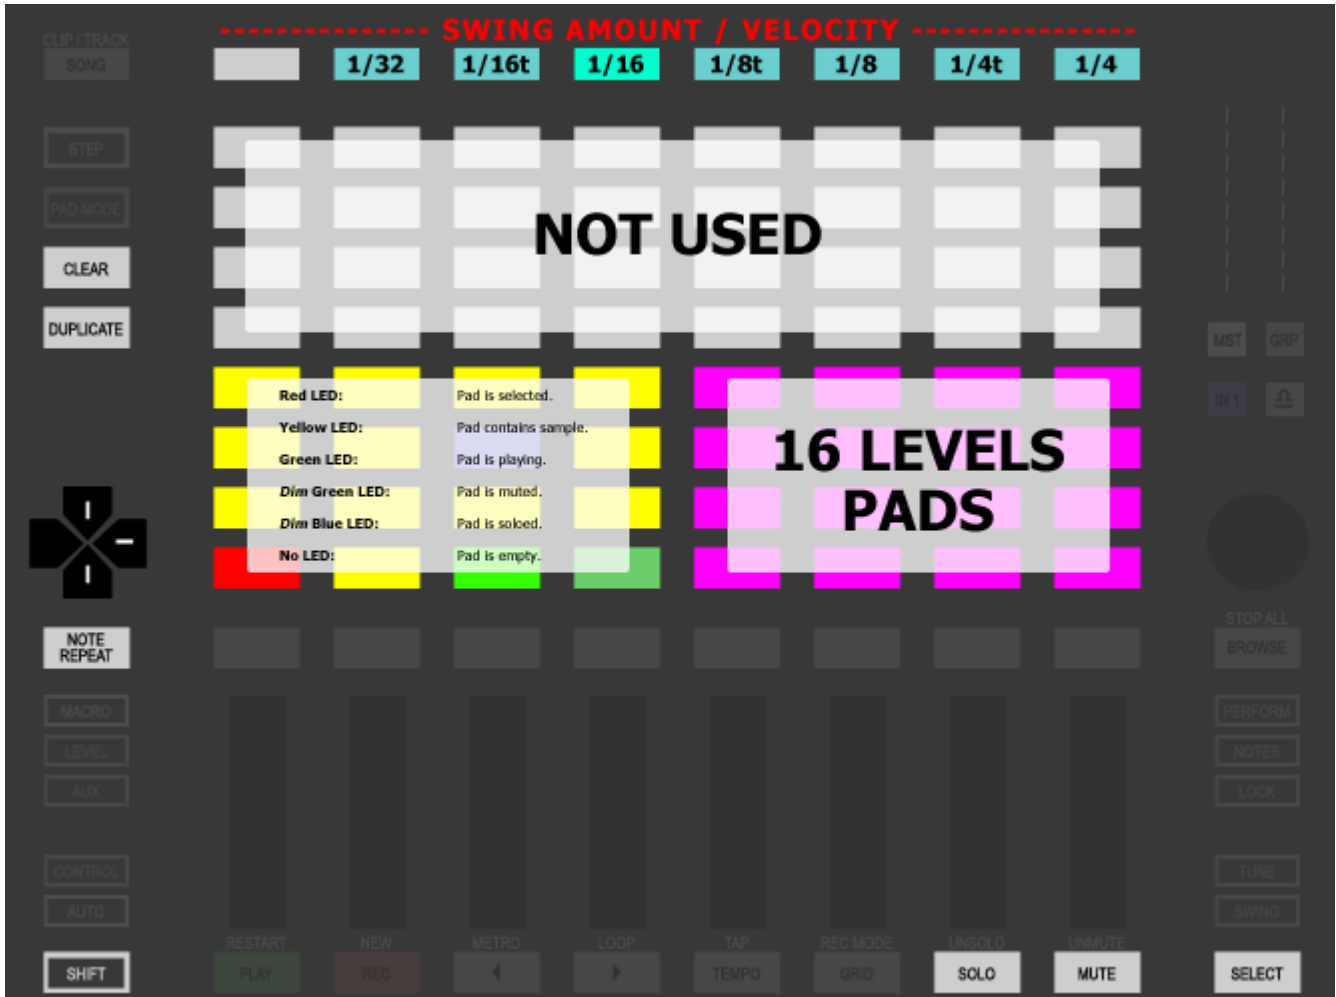 CLIP / TRACK
SONG
------------- SWING AMOUNT / VELOCITY --------------
1/32 1/16t 1/16 1/8t 1/8 1/4t 1/4
STEP
PAD MODE
CLEAR
DUPLICATE
NOT USED
MST GRP
IN 1
Red LED: Pad is selected.
Yellow LED: Pad contains sample.
Green LED: Pad is playing.
Dim Green LED: Pad is muted.
Dim Blue LED: Pad is soloed.
No LED: Pad is empty.
16 LEVELS
PADS
NOTE
REPEAT
STOP ALL
BROWSE
MACRO
LEVEL
AUX
PERFORM
NOTES
LOCK
CONTROL
AUTO
TUNE
SWING
RESTART NEW METRO LOOP TAP REC MODE UNSOLO UNMUTE
SHIFT PLAY REC TEMPO GRID SOLO MUTE SELECT